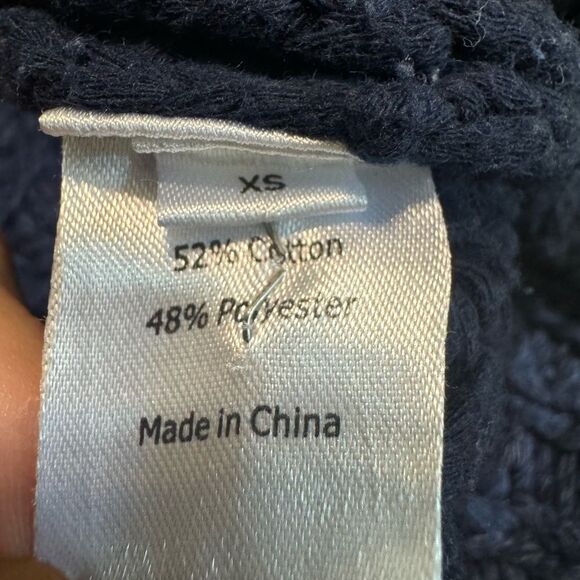 XS
52% Cotton
48% Polyester
Made in China